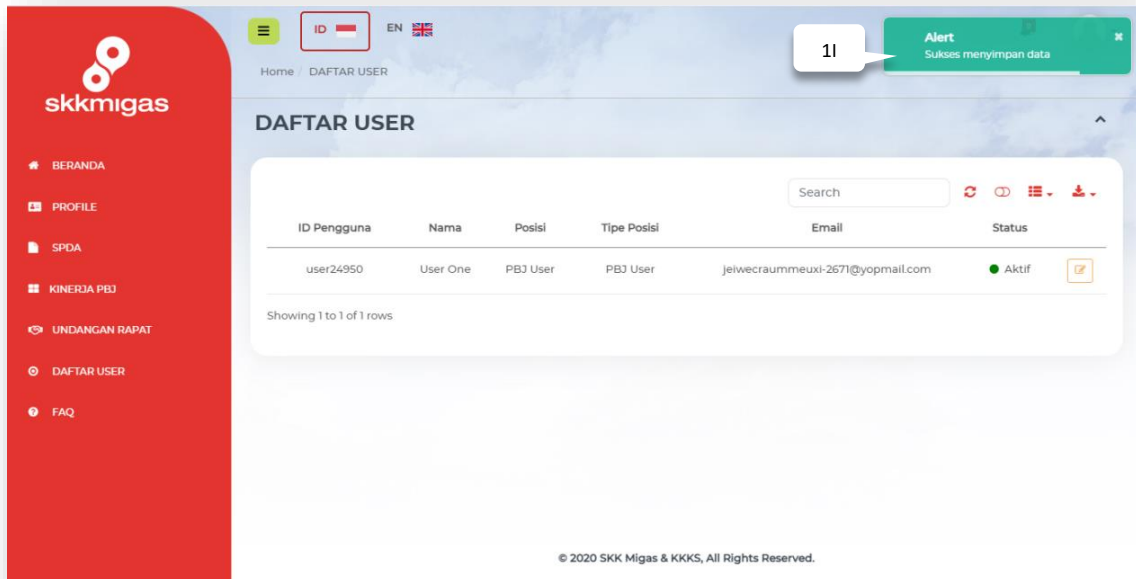 skkmigas
ID EN
Home / DAFTAR USER
1I
Alert
Sukses menyimpan data
DAFTAR USER
BERANDA
PROFILE
SPDA
KINERJA PBJ
UNDANGAN RAPAT
DAFTAR USER
FAQ
Search
ID Pengguna Nama Posisi Tipe Posisi Email Status
user24950 User One PBJ User PBJ User jeiwecraummeuxi-2671@yopmail.com Aktif
Showing 1 to 1 of 1 rows
© 2020 SKK Migas & KKKS, All Rights Reserved.